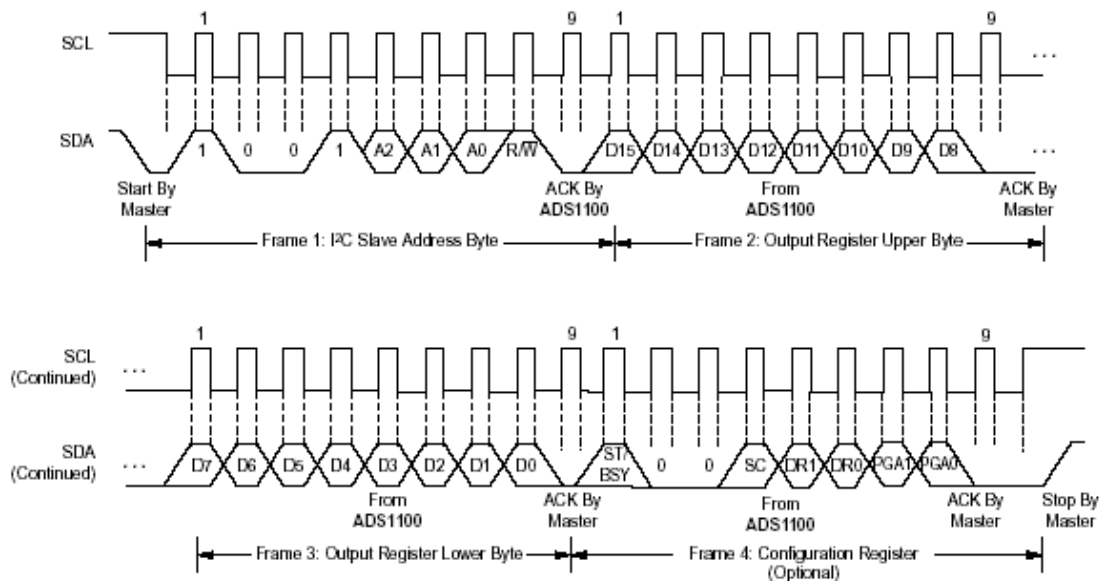 1 9 1 9
SCL
...
SDA
1 0 0 1 A2 A1 A0 R/W̅ D15 D14 D13 D12 D11 D10 D9 D8
...
Start By
Master
ACK By
ADS1100
From
ADS1100
ACK By
Master
Frame 1: I²C Slave Address Byte
Frame 2: Output Register Upper Byte
1 9 1 9
SCL
(Continued)
...
SDA
(Continued)
...
D7 D6 D5 D4 D3 D2 D1 D0 ST/
BSY 0 0 SC DR1 DR0 PGA1 PGA0
From
ADS1100
ACK By
Master
From
ADS1100
ACK By
Master
Stop By
Master
Frame 3: Output Register Lower Byte
Frame 4: Configuration Register
(Optional)